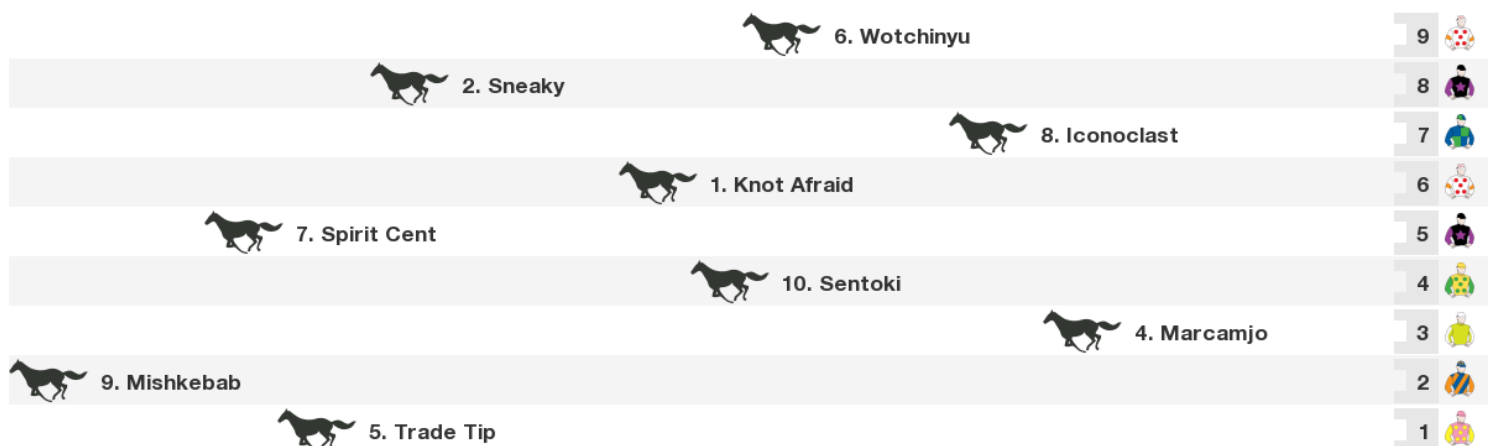 6. Wotchinyu 9
2. Sneaky 8
8. Iconoclast 7
1. Knot Afraid 6
7. Spirit Cent 5
10. Sentoki 4
4. Marcamjo 3
9. Mishkebab 2
5. Trade Tip 1